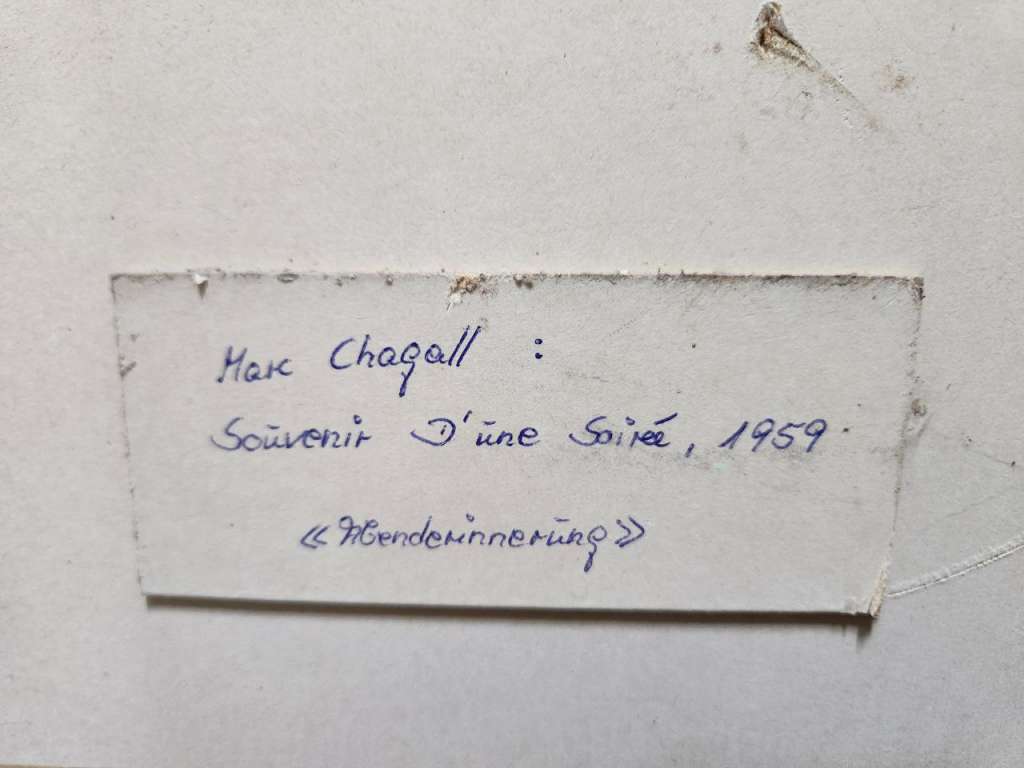 Marc Chagall :
Souvenir D'une Soirée, 1959
«Abenderinnerung»